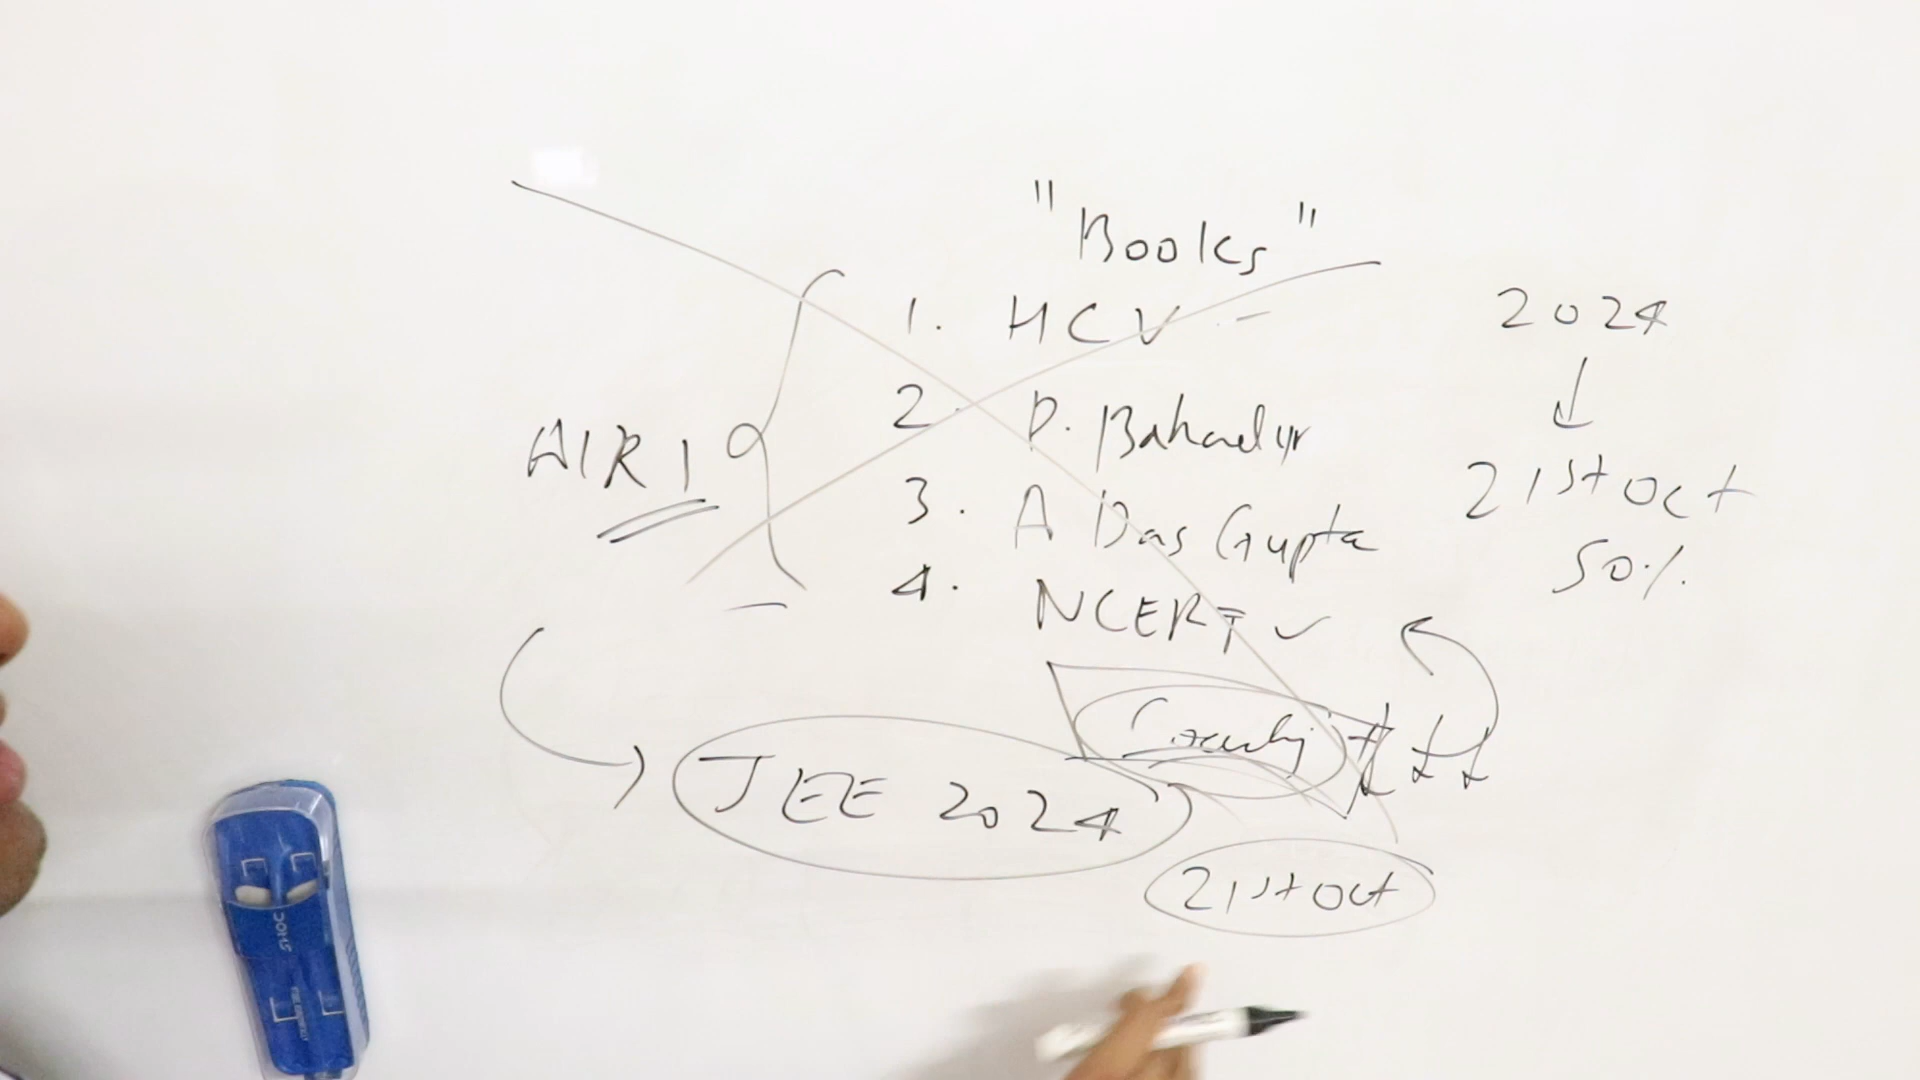 "Books"
1. HCV -
2. P. Bahadur
3. A Das Gupta
4. NCERT ✓
AIR 1
JEE 2024
21st Oct
2024
↓
21st Oct
50%